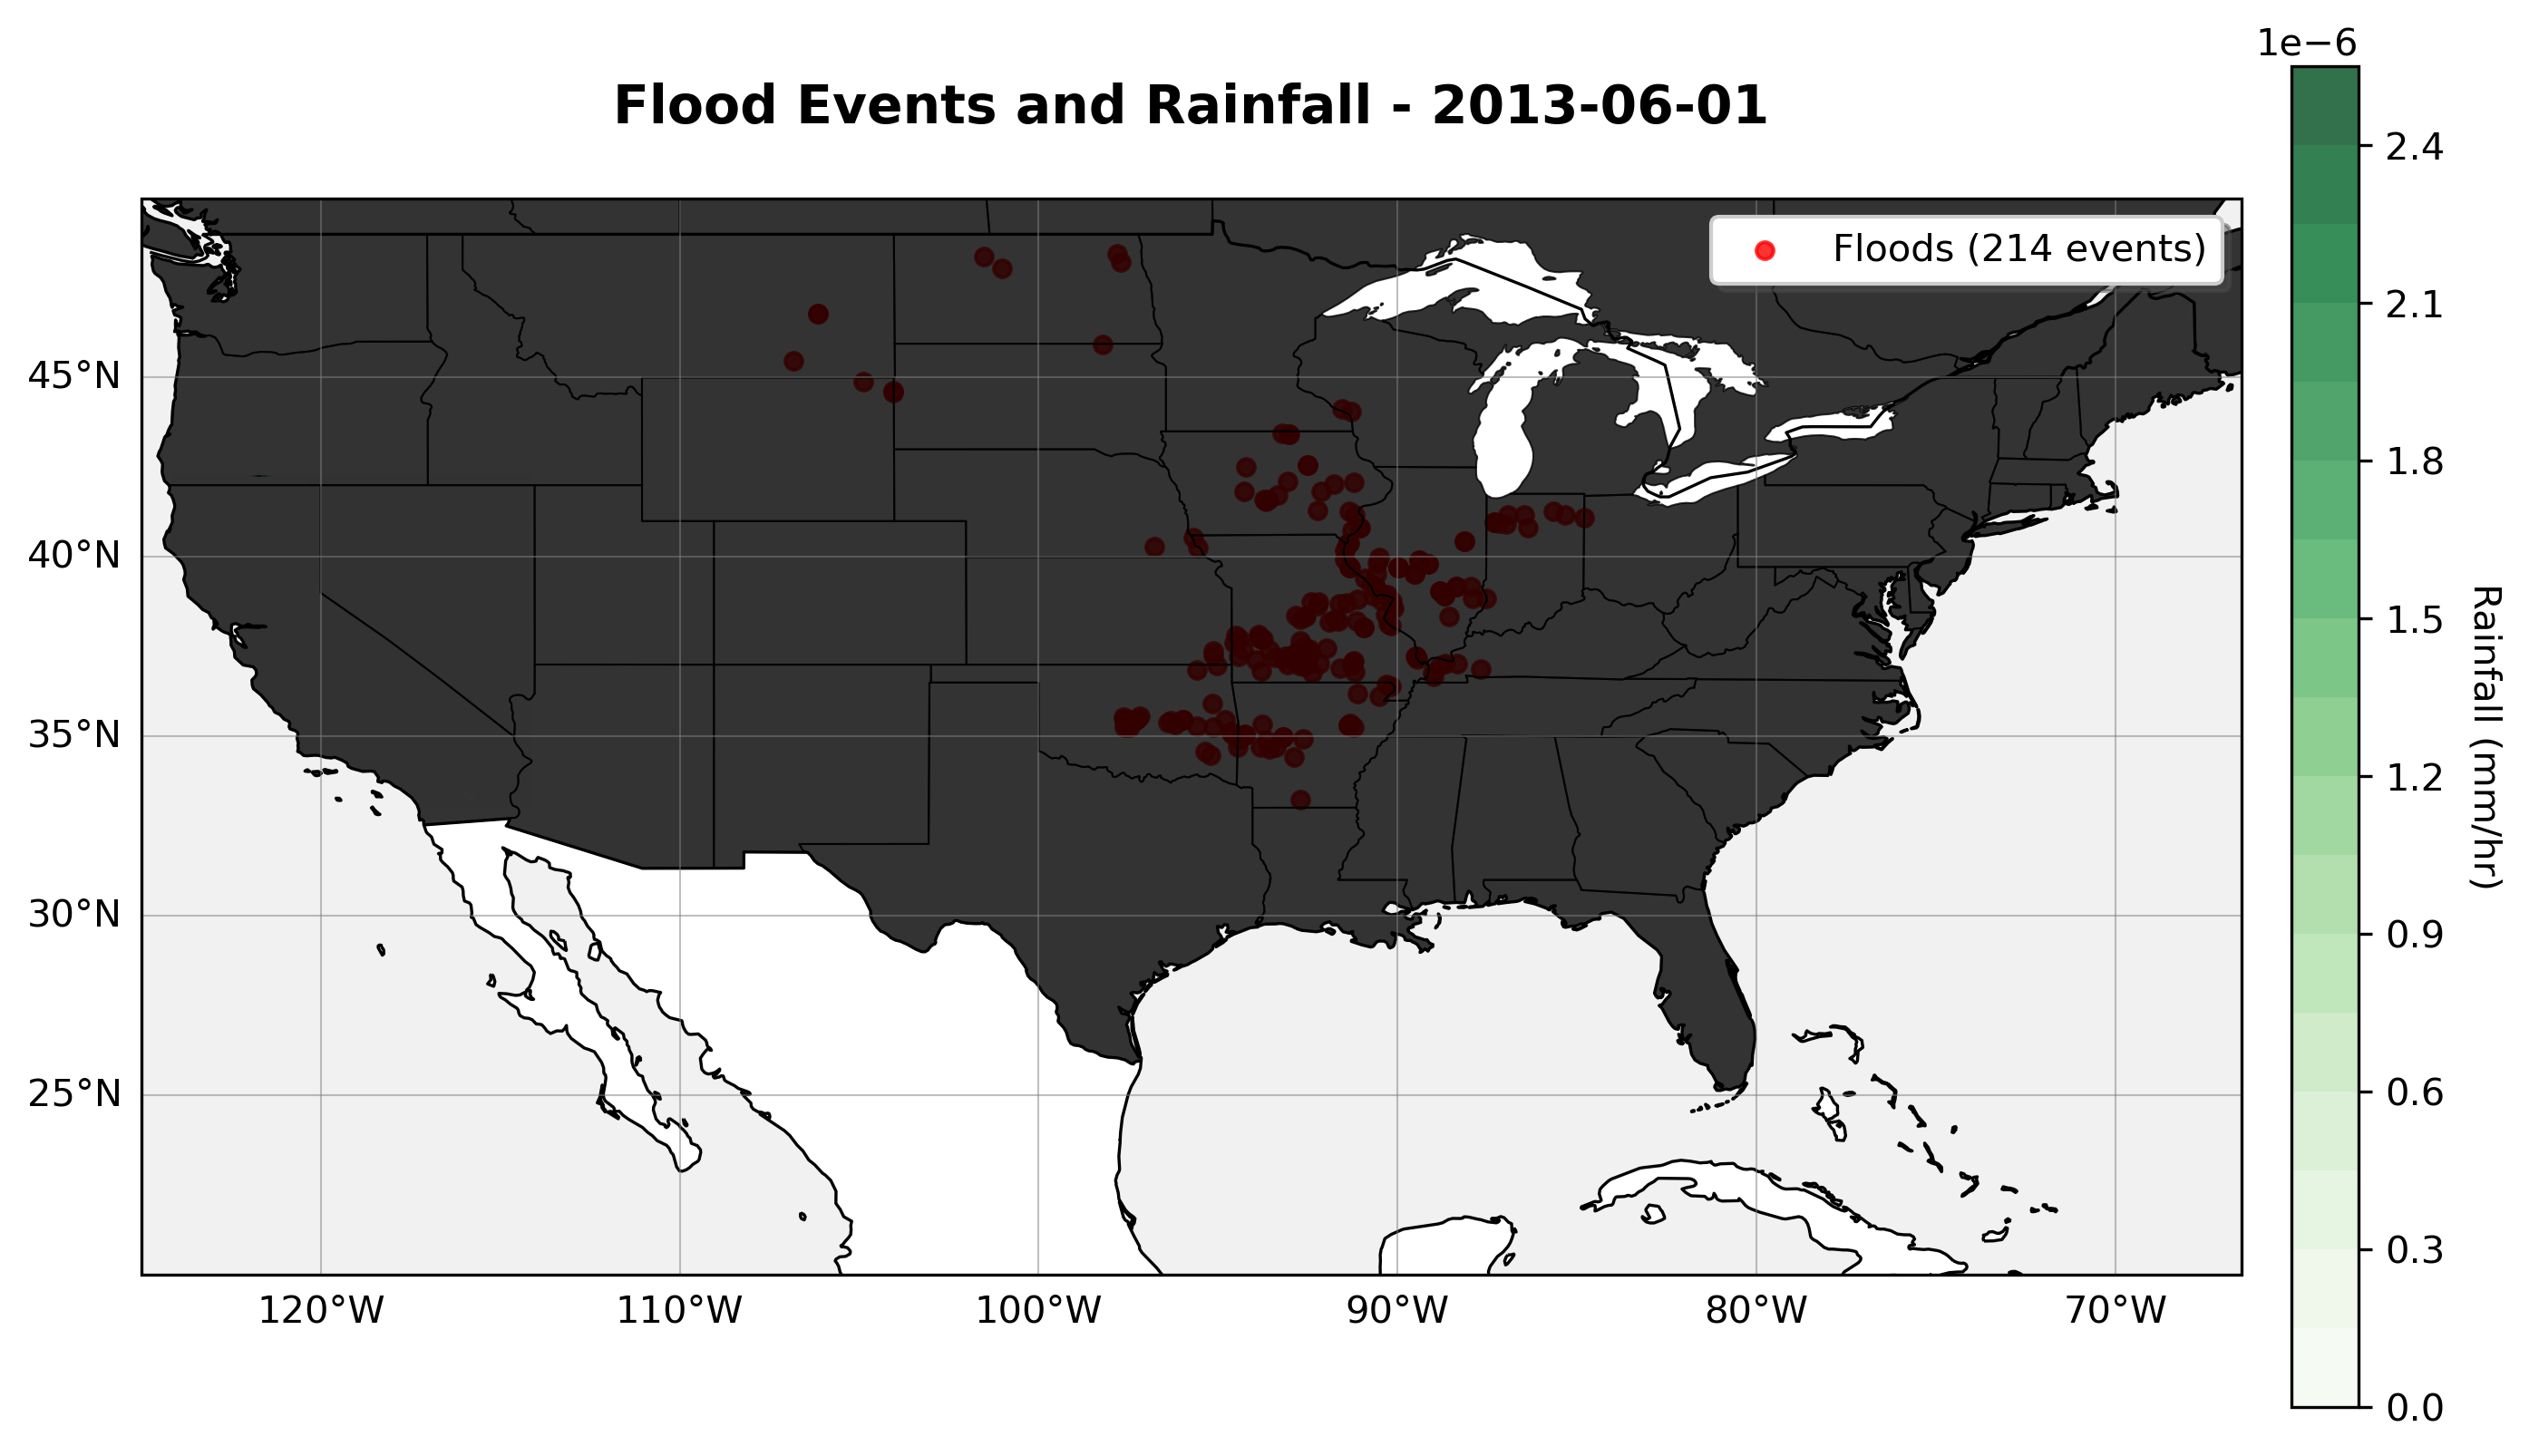 1e−6
Flood Events and Rainfall - 2013-06-01
Floods (214 events)
45°N
40°N
35°N
30°N
25°N
120°W
110°W
100°W
90°W
80°W
70°W
2.4
2.1
1.8
1.5
1.2
0.9
0.6
0.3
0.0
Rainfall (mm/hr)